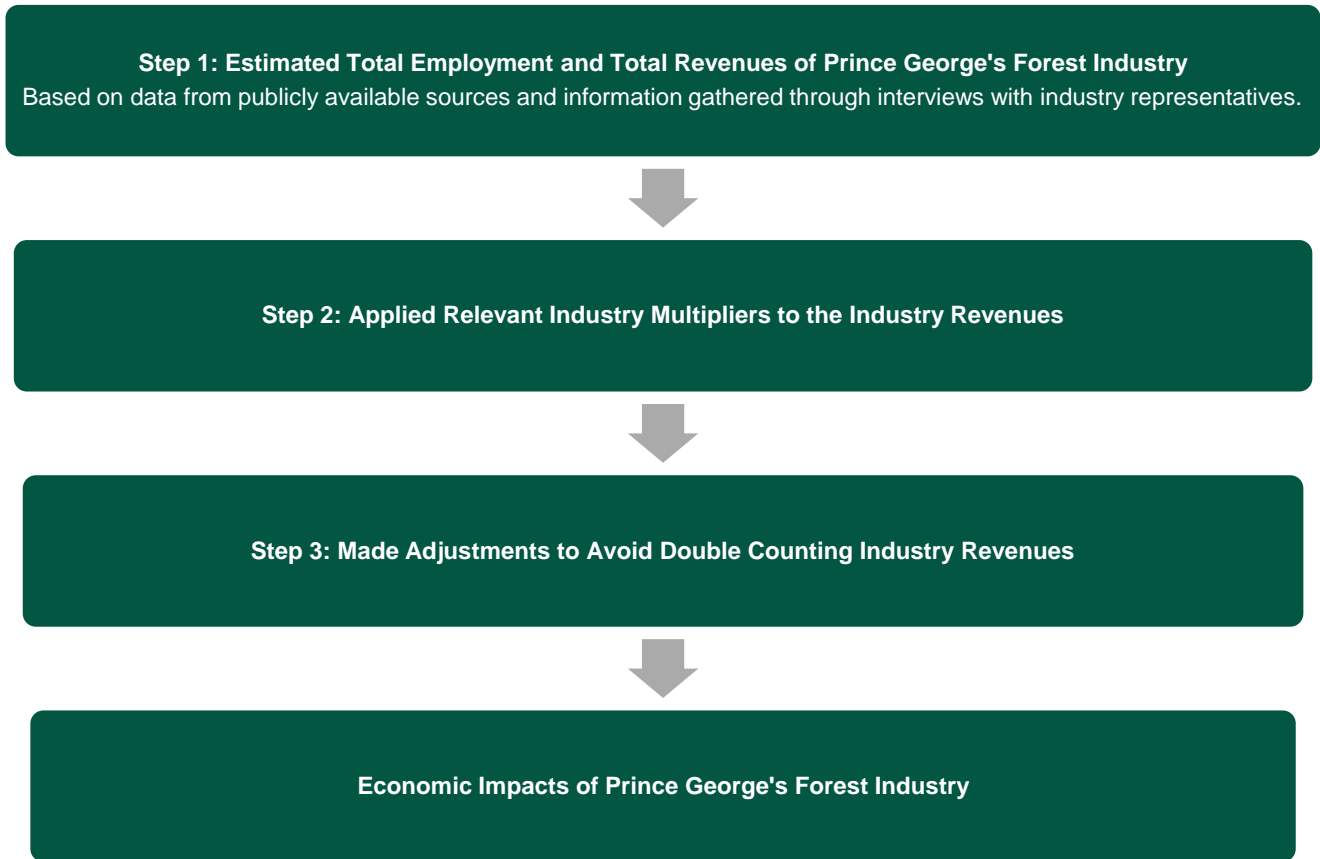 Step 1: Estimated Total Employment and Total Revenues of Prince George's Forest Industry
Based on data from publicly available sources and information gathered through interviews with industry representatives.
Step 2: Applied Relevant Industry Multipliers to the Industry Revenues
Step 3: Made Adjustments to Avoid Double Counting Industry Revenues
Economic Impacts of Prince George's Forest Industry